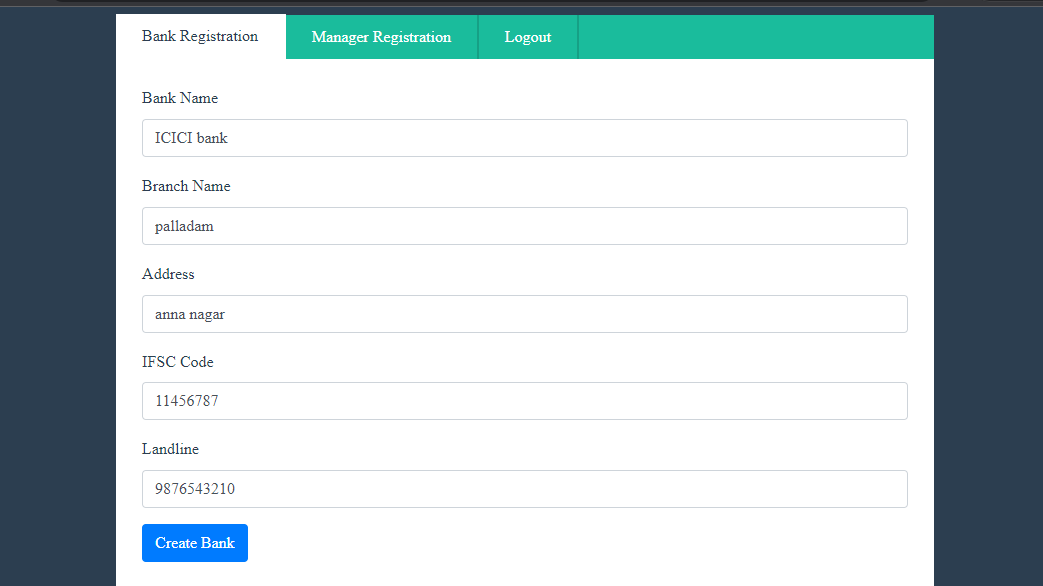 Bank Registration
Manager Registration
Logout
Bank Name
ICICI bank
Branch Name
palladam
Address
anna nagar
IFSC Code
11456787
Landline
9876543210
Create Bank